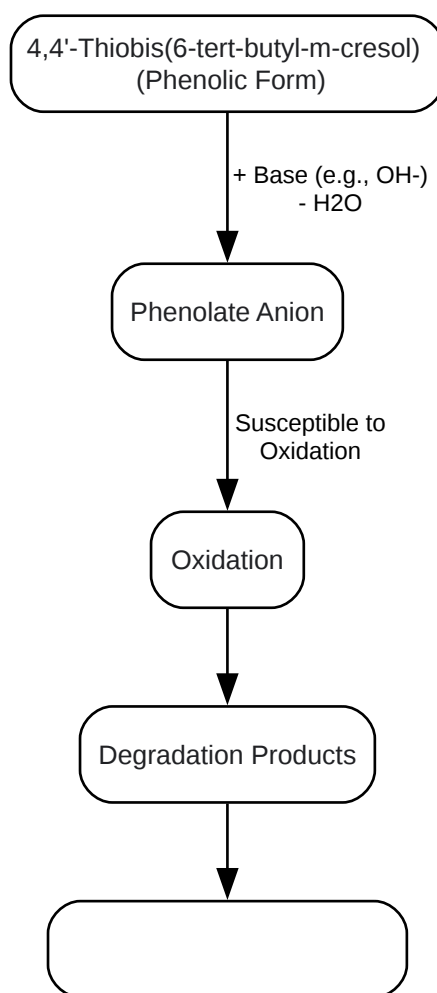 4,4'-Thiobis(6-tert-butyl-m-cresol)
(Phenolic Form)
+ Base (e.g., OH-)
- H2O
Phenolate Anion
Susceptible to
Oxidation
Oxidation
Degradation Products